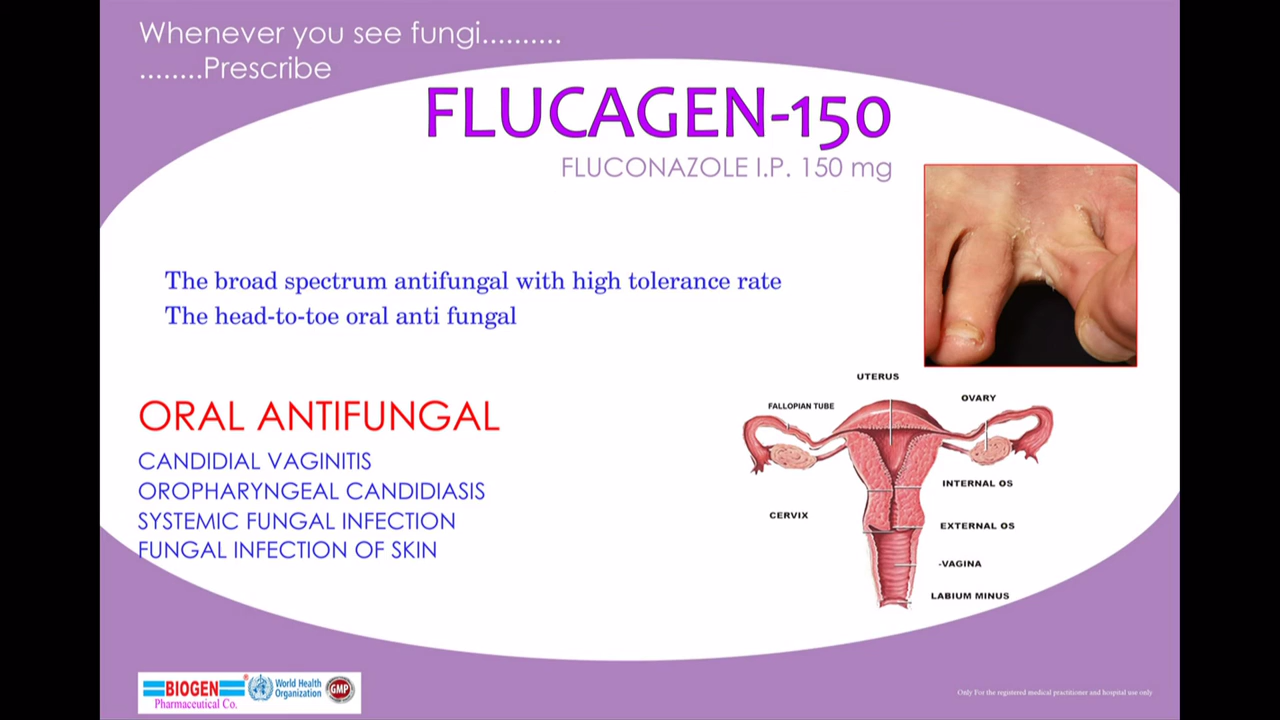 Whenever you see fungi..........
........Prescribe
FLUCAGEN-150
FLUCONAZOLE I.P. 150 mg
The broad spectrum antifungal with high tolerance rate
The head-to-toe oral anti fungal
ORAL ANTIFUNGAL
CANDIDIAL VAGINITIS
OROPHARYNGEAL CANDIDIASIS
SYSTEMIC FUNGAL INFECTION
FUNGAL INFECTION OF SKIN
UTERUS
FALLOPIAN TUBE
OVARY
INTERNAL OS
CERVIX
EXTERNAL OS
-VAGINA
LABIUM MINUS
BIOGEN®
Pharmaceutical Co.
World Health
Organization
GMP
Only For the registered medical practitioner and hospital use only